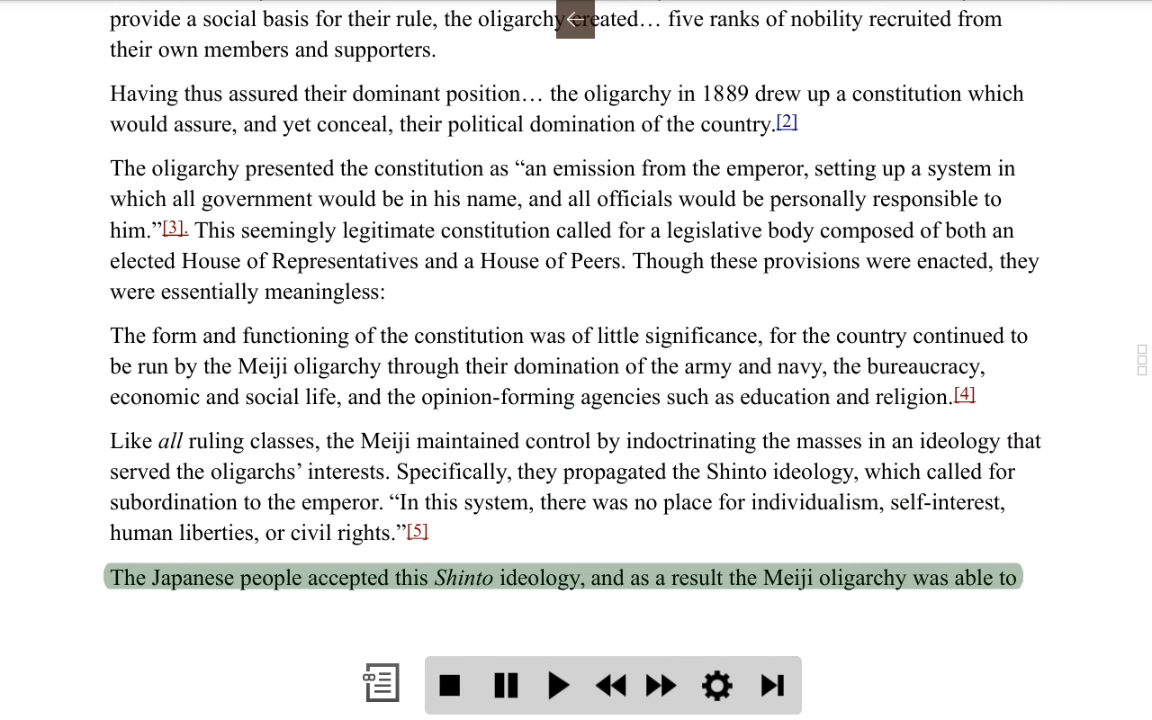 provide a social basis for their rule, the oligarchy created… five ranks of nobility recruited from
their own members and supporters.
Having thus assured their dominant position… the oligarchy in 1889 drew up a constitution which
would assure, and yet conceal, their political domination of the country.[2]
The oligarchy presented the constitution as “an emission from the emperor, setting up a system in
which all government would be in his name, and all officials would be personally responsible to
him.”[3]. This seemingly legitimate constitution called for a legislative body composed of both an
elected House of Representatives and a House of Peers. Though these provisions were enacted, they
were essentially meaningless:
The form and functioning of the constitution was of little significance, for the country continued to
be run by the Meiji oligarchy through their domination of the army and navy, the bureaucracy,
economic and social life, and the opinion-forming agencies such as education and religion.[4]
Like all ruling classes, the Meiji maintained control by indoctrinating the masses in an ideology that
served the oligarchs’ interests. Specifically, they propagated the Shinto ideology, which called for
subordination to the emperor. “In this system, there was no place for individualism, self-interest,
human liberties, or civil rights.”[5]
The Japanese people accepted this Shinto ideology, and as a result the Meiji oligarchy was able to